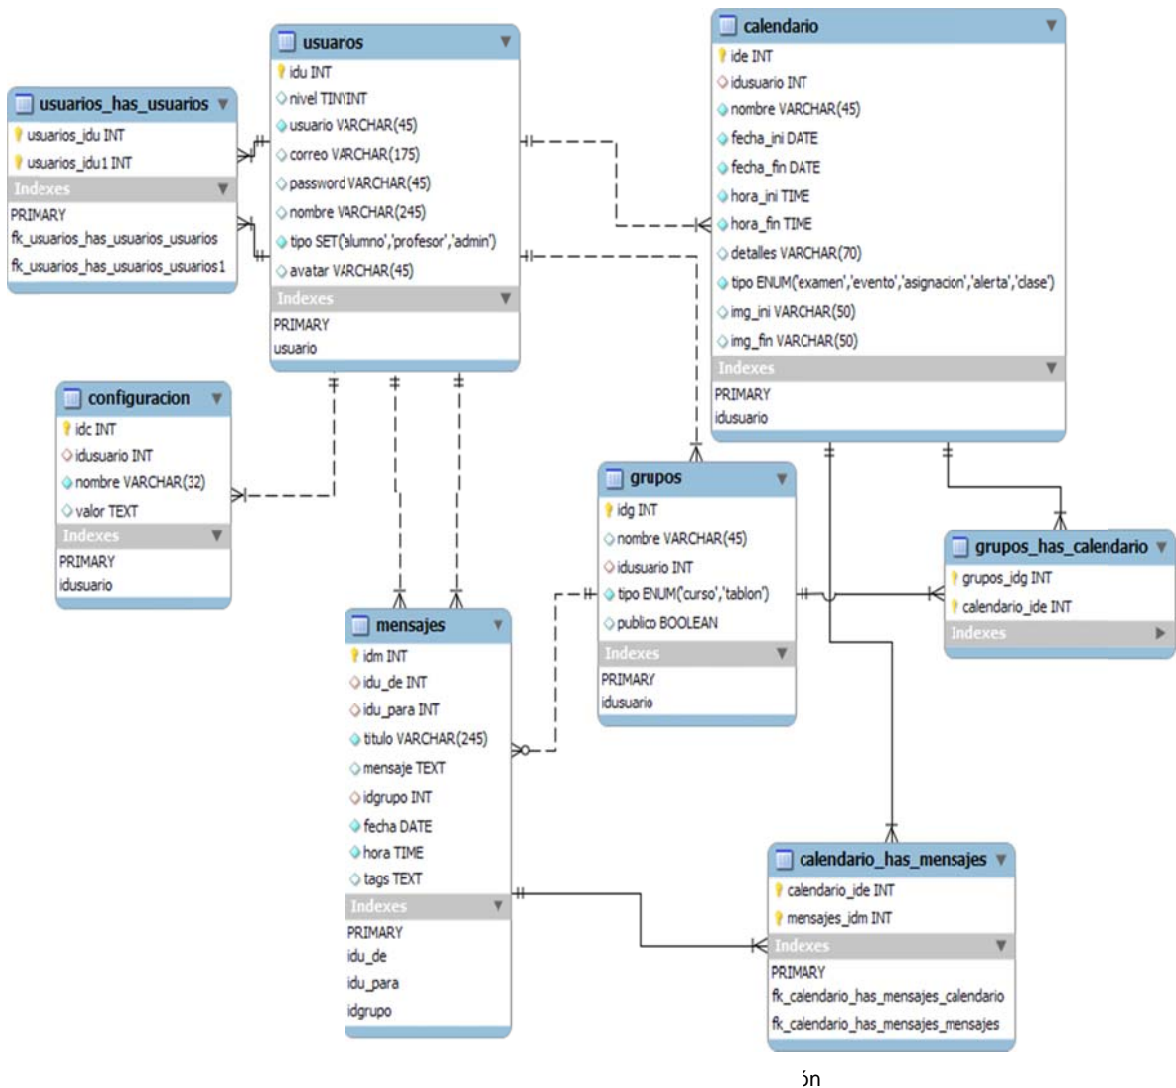 usuaros
idu INT
nivel TINYINT
usuario VARCHAR(45)
correo VARCHAR(175)
password VARCHAR(45)
nombre VARCHAR(245)
tipo SET('alumno','profesor','admin')
avatar VARCHAR(45)
Indexes
PRIMARY
usuario
calendario
ide INT
idusuario INT
nombre VARCHAR(45)
fecha_ini DATE
fecha_fin DATE
hora_ini TIME
hora_fin TIME
detalles VARCHAR(70)
tipo ENUM('examen','evento','asignacion','alerta','clase')
img_ini VARCHAR(50)
img_fin VARCHAR(50)
Indexes
PRIMARY
idusuario
usuarios_has_usuarios
usuarios_idu INT
usuarios_idu1 INT
Indexes
PRIMARY
fk_usuarios_has_usuarios_usuarios
fk_usuarios_has_usuarios_usuarios1
configuracion
idc INT
idusuario INT
nombre VARCHAR(32)
valor TEXT
Indexes
PRIMARY
idusuario
grupos
idg INT
nombre VARCHAR(45)
idusuario INT
tipo ENUM('curso','tablon')
publico BOOLEAN
Indexes
PRIMARY
idusuario
grupos_has_calendario
grupos_idg INT
calendario_ide INT
Indexes
mensajes
idm INT
idu_de INT
idu_para INT
titulo VARCHAR(245)
mensaje TEXT
idgrupo INT
fecha DATE
hora TIME
tags TEXT
Indexes
PRIMARY
idu_de
idu_para
idgrupo
calendario_has_mensajes
calendario_ide INT
mensajes_idm INT
Indexes
PRIMARY
fk_calendario_has_mensajes_calendario
fk_calendario_has_mensajes_mensajes
ón